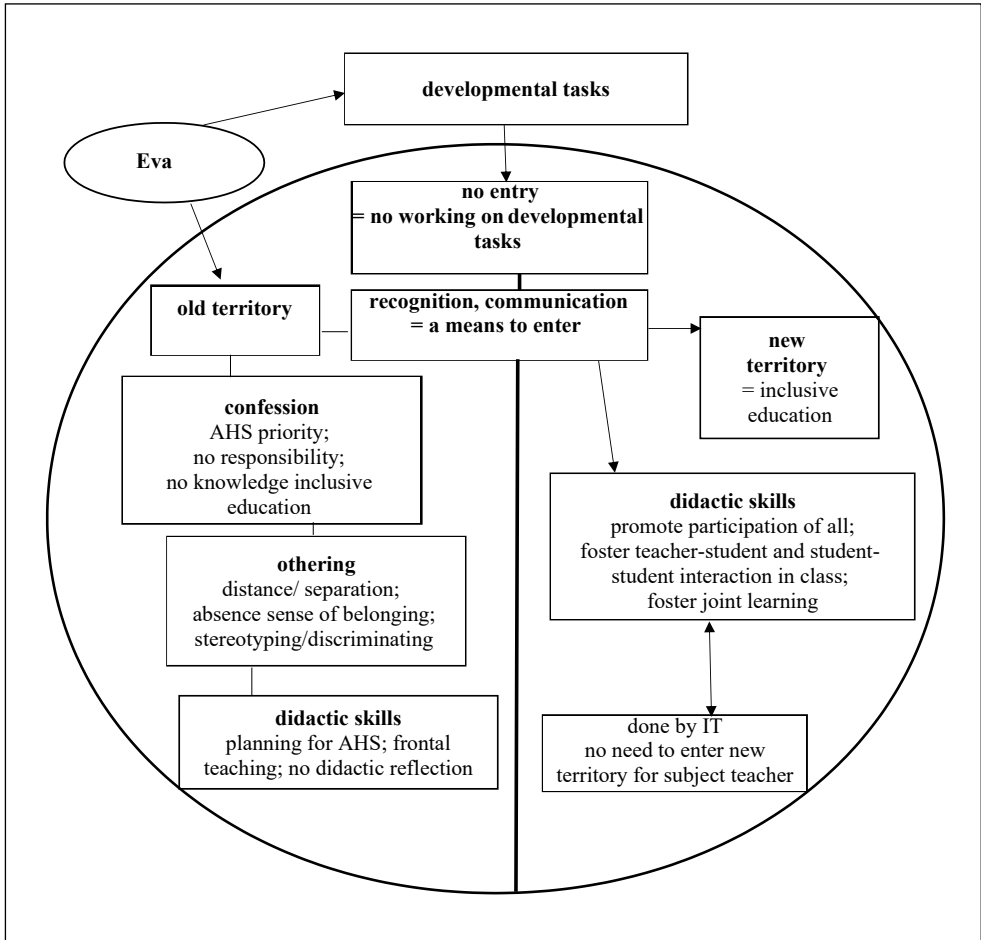 developmental tasks
Eva
no entry
= no working on developmental
tasks
old territory
recognition, communication
= a means to enter
new
territory
= inclusive
education
confession
AHS priority;
no responsibility;
no knowledge inclusive
education
didactic skills
promote participation of all;
foster teacher-student and student-
student interaction in class;
foster joint learning
othering
distance/ separation;
absence sense of belonging;
stereotyping/discriminating
didactic skills
planning for AHS; frontal
teaching; no didactic reflection
done by IT
no need to enter new
territory for subject teacher